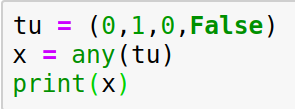 tu = (0,1,0,False)
x = any(tu)
print(x)